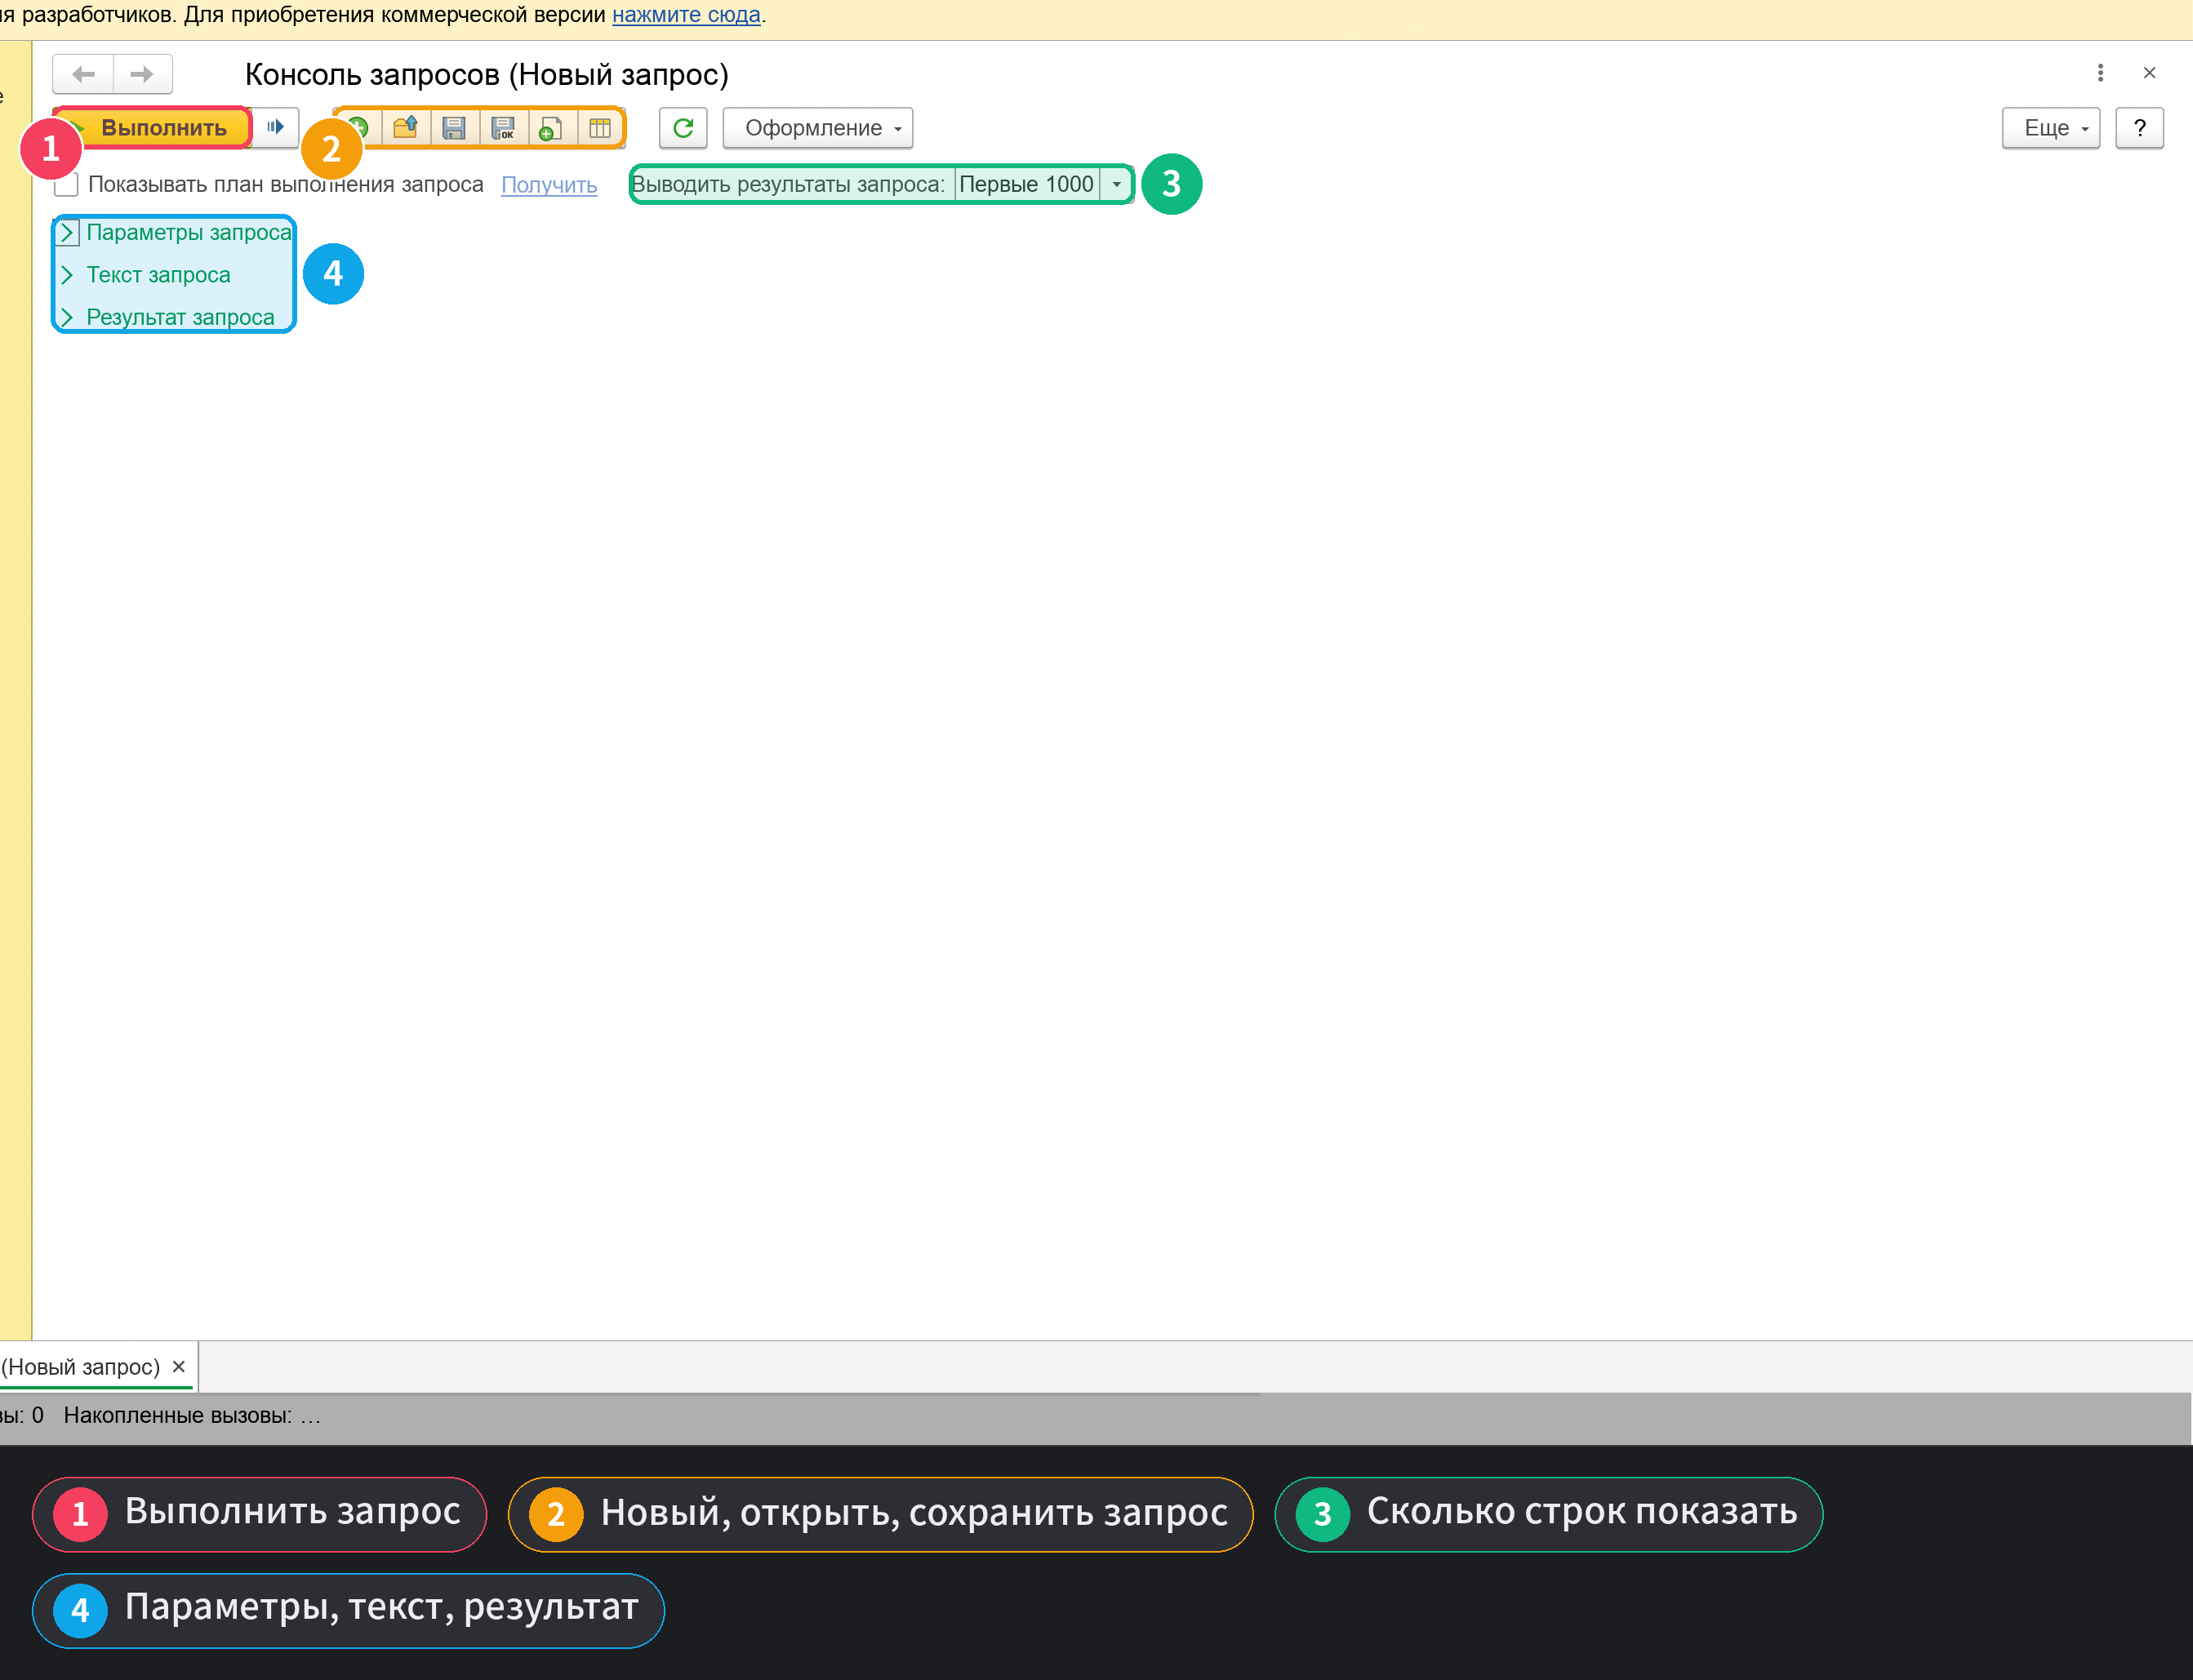 я разработчиков. Для приобретения коммерческой версии нажмите сюда.
е
Консоль запросов (Новый запрос)
1 Выполнить 2 Оформление Еще ?
Показывать план выполнения запроса Получить Выводить результаты запроса: Первые 1000 3
Параметры запроса
Текст запроса 4
Результат запроса
(Новый запрос)
вы: 0 Накопленные вызовы: ...
1 Выполнить запрос 2 Новый, открыть, сохранить запрос 3 Сколько строк показать
4 Параметры, текст, результат